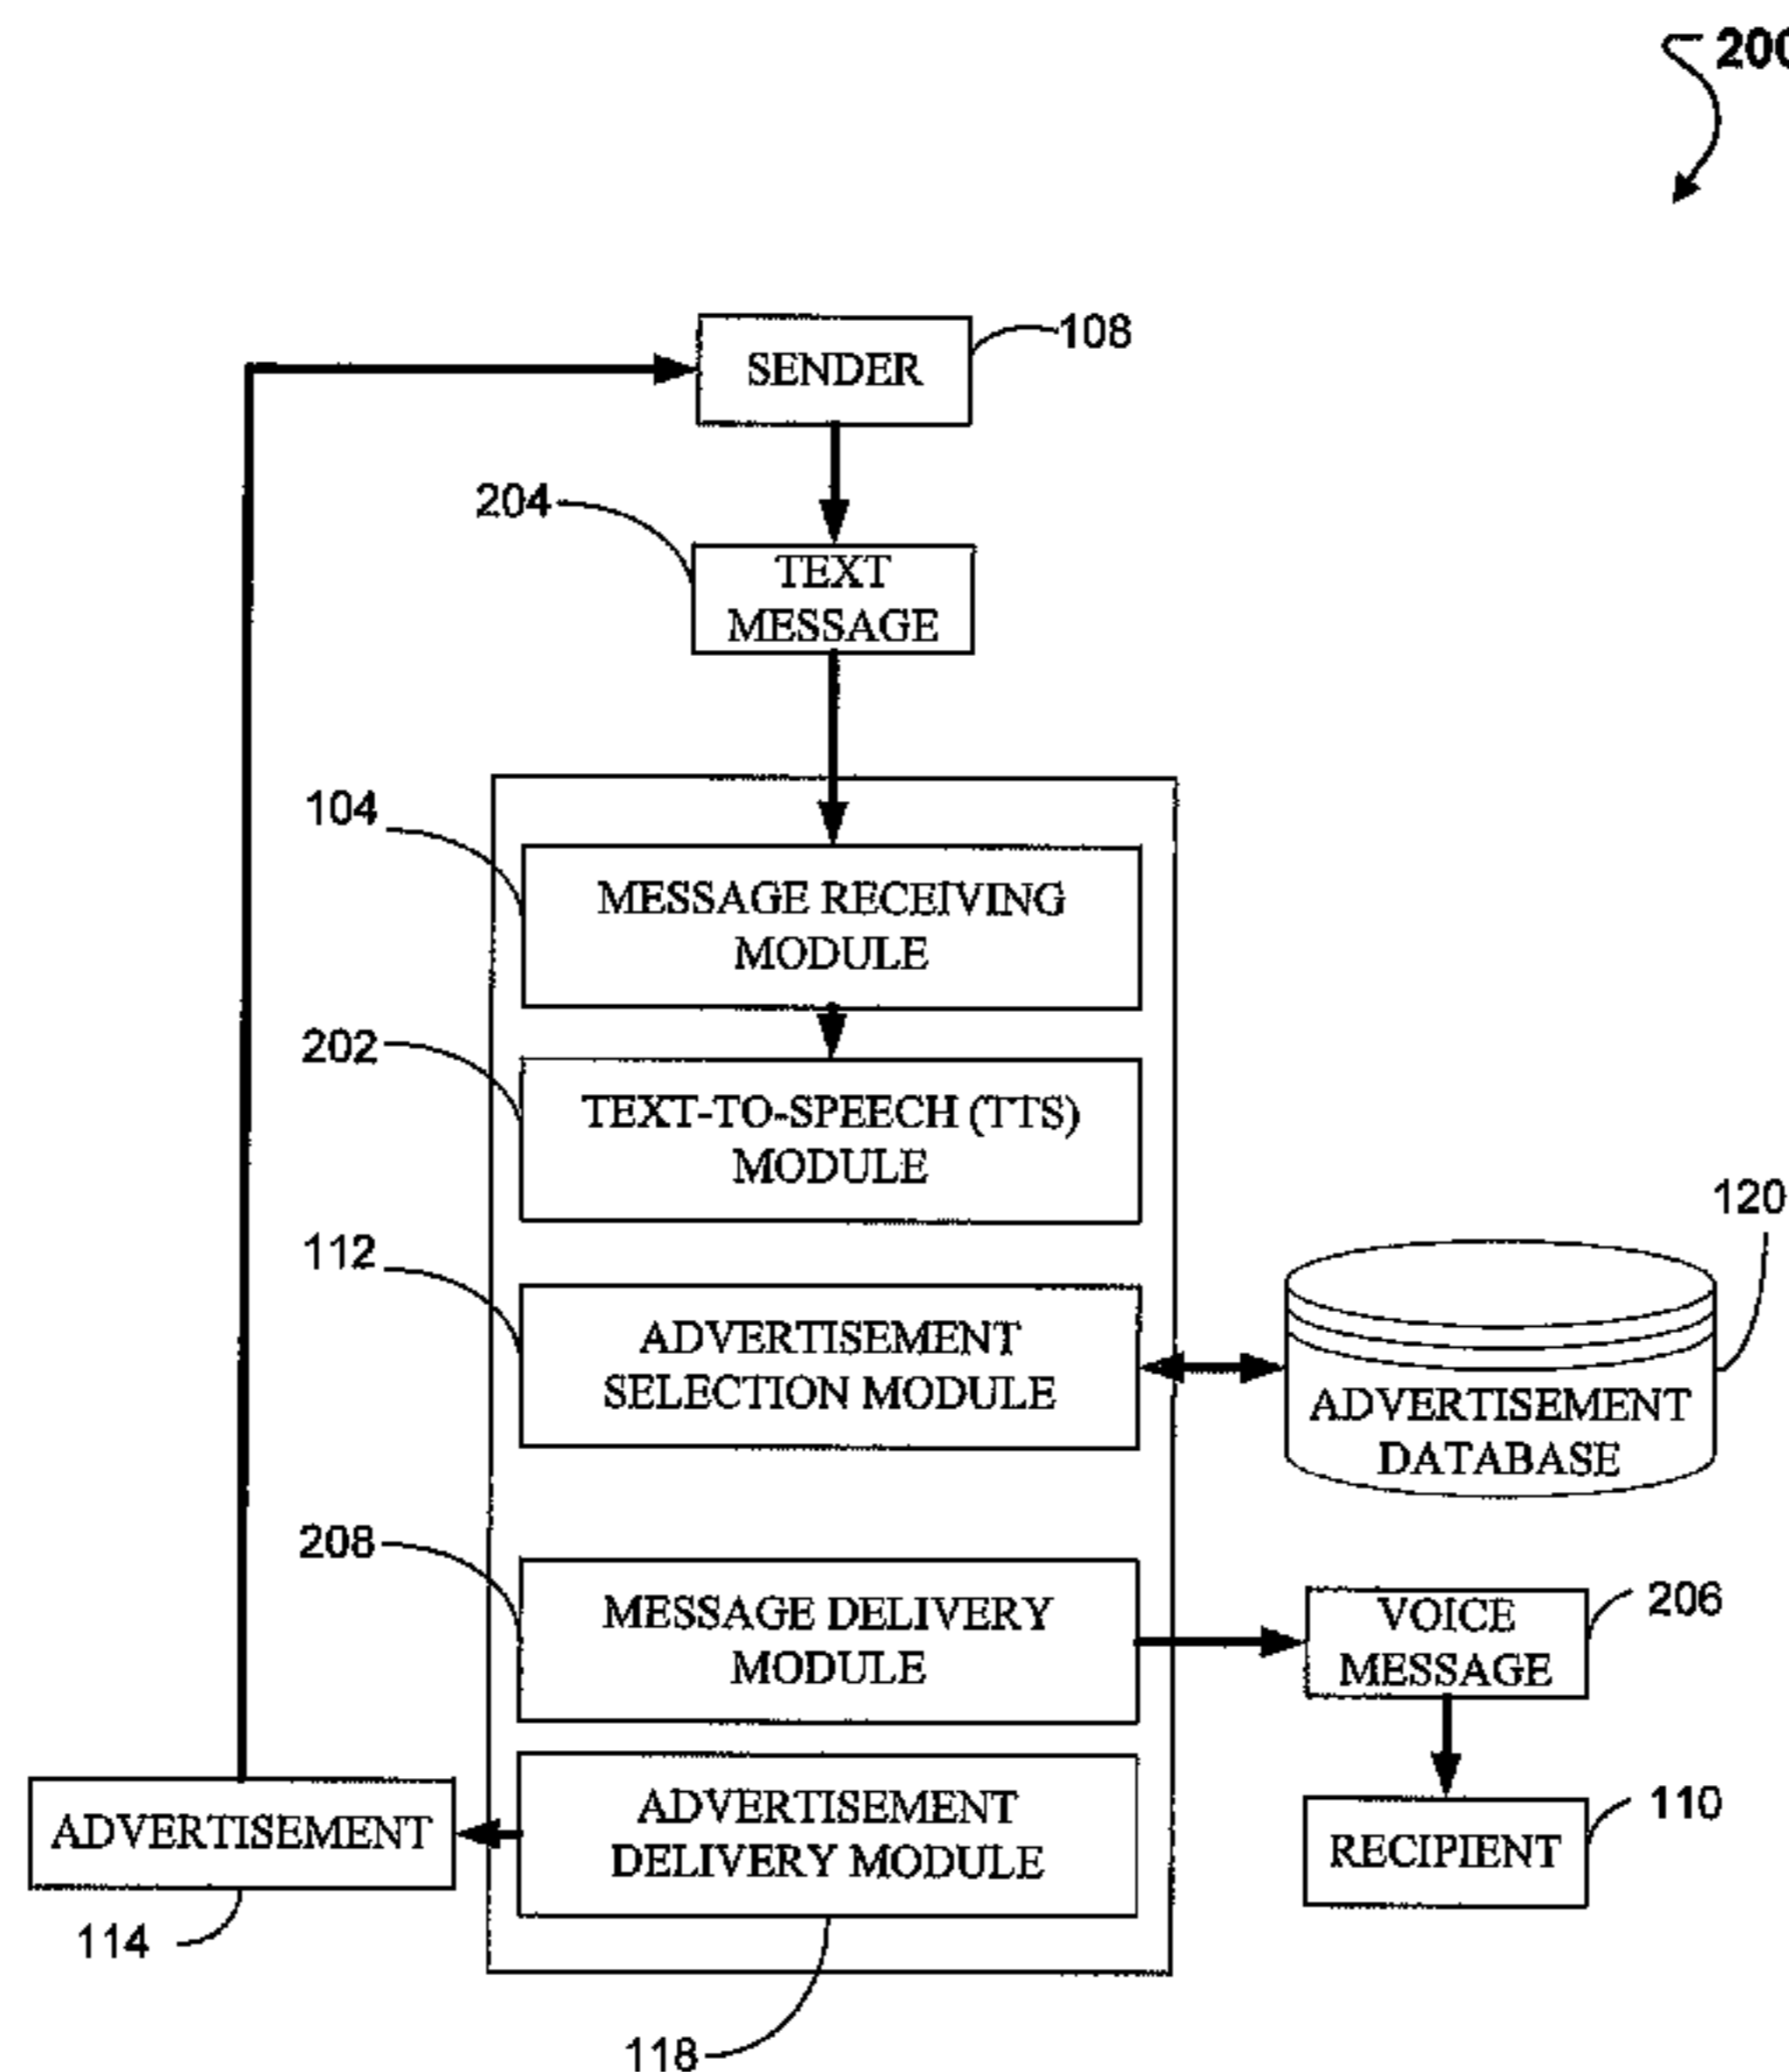 200
SENDER
108
204
TEXT
MESSAGE
104
MESSAGE RECEIVING
MODULE
202
TEXT-TO-SPEECH (TTS)
MODULE
120
112
ADVERTISEMENT
SELECTION MODULE
ADVERTISEMENT
DATABASE
208
MESSAGE DELIVERY
MODULE
VOICE
MESSAGE
206
ADVERTISEMENT
ADVERTISEMENT
DELIVERY MODULE
RECIPIENT
110
114
118